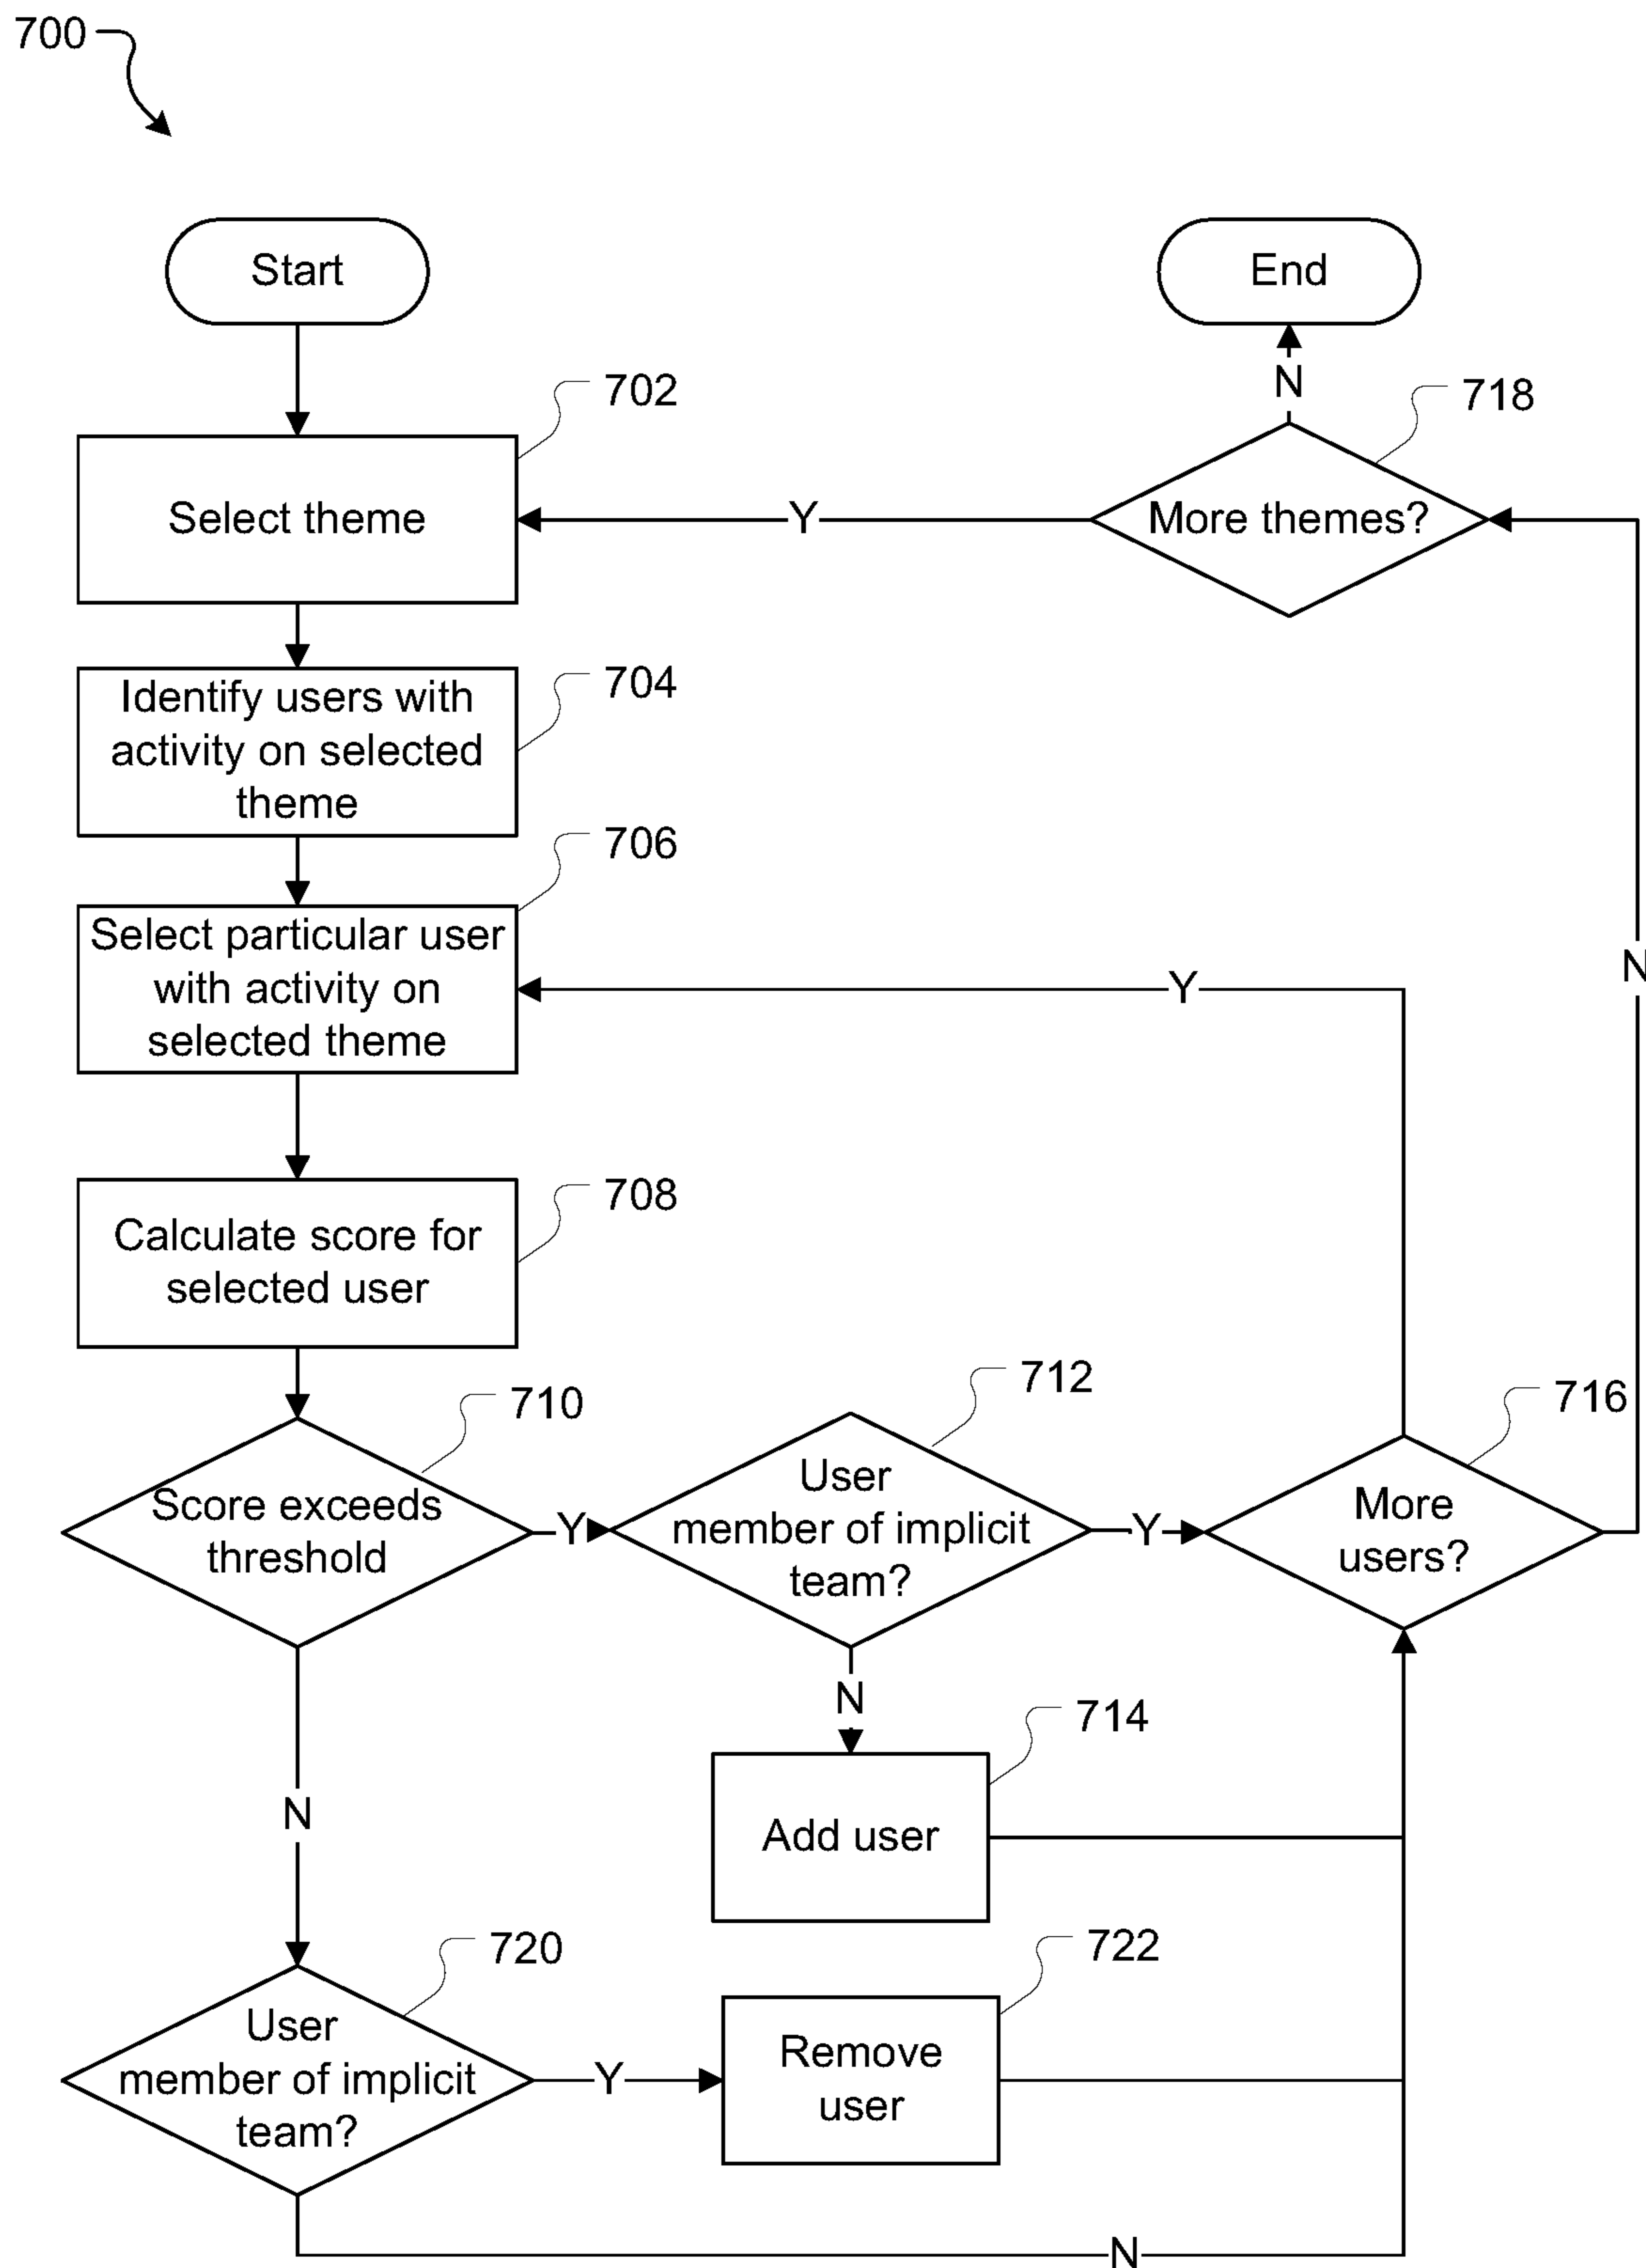 700
Start
End
702
718
N
Select theme
Y
More themes?
704
Identify users with
activity on selected
theme
706
Select particular user
with activity on
selected theme
Y
N
708
Calculate score for
selected user
710
712
716
Score exceeds
threshold
Y
User
member of implicit
team?
Y
More
users?
N
714
N
Add user
720
722
User
member of implicit
team?
Y
Remove
user
N